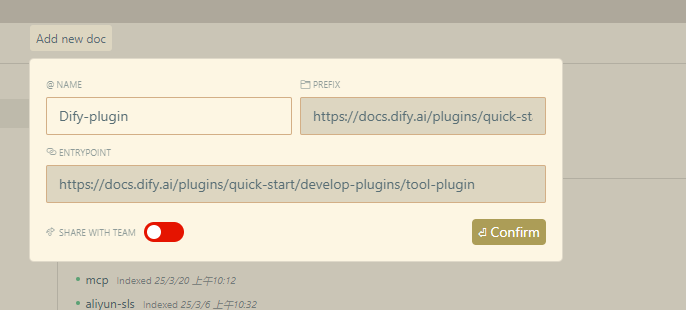 Add new doc
@ NAME
PREFIX
Dify-plugin
https://docs.dify.ai/plugins/quick-st
ENTRYPOINT
https://docs.dify.ai/plugins/quick-start/develop-plugins/tool-plugin
SHARE WITH TEAM
Confirm
mcp Indexed 25/3/20 上午10:12
aliyun-sls Indexed 25/3/6 上午10:32